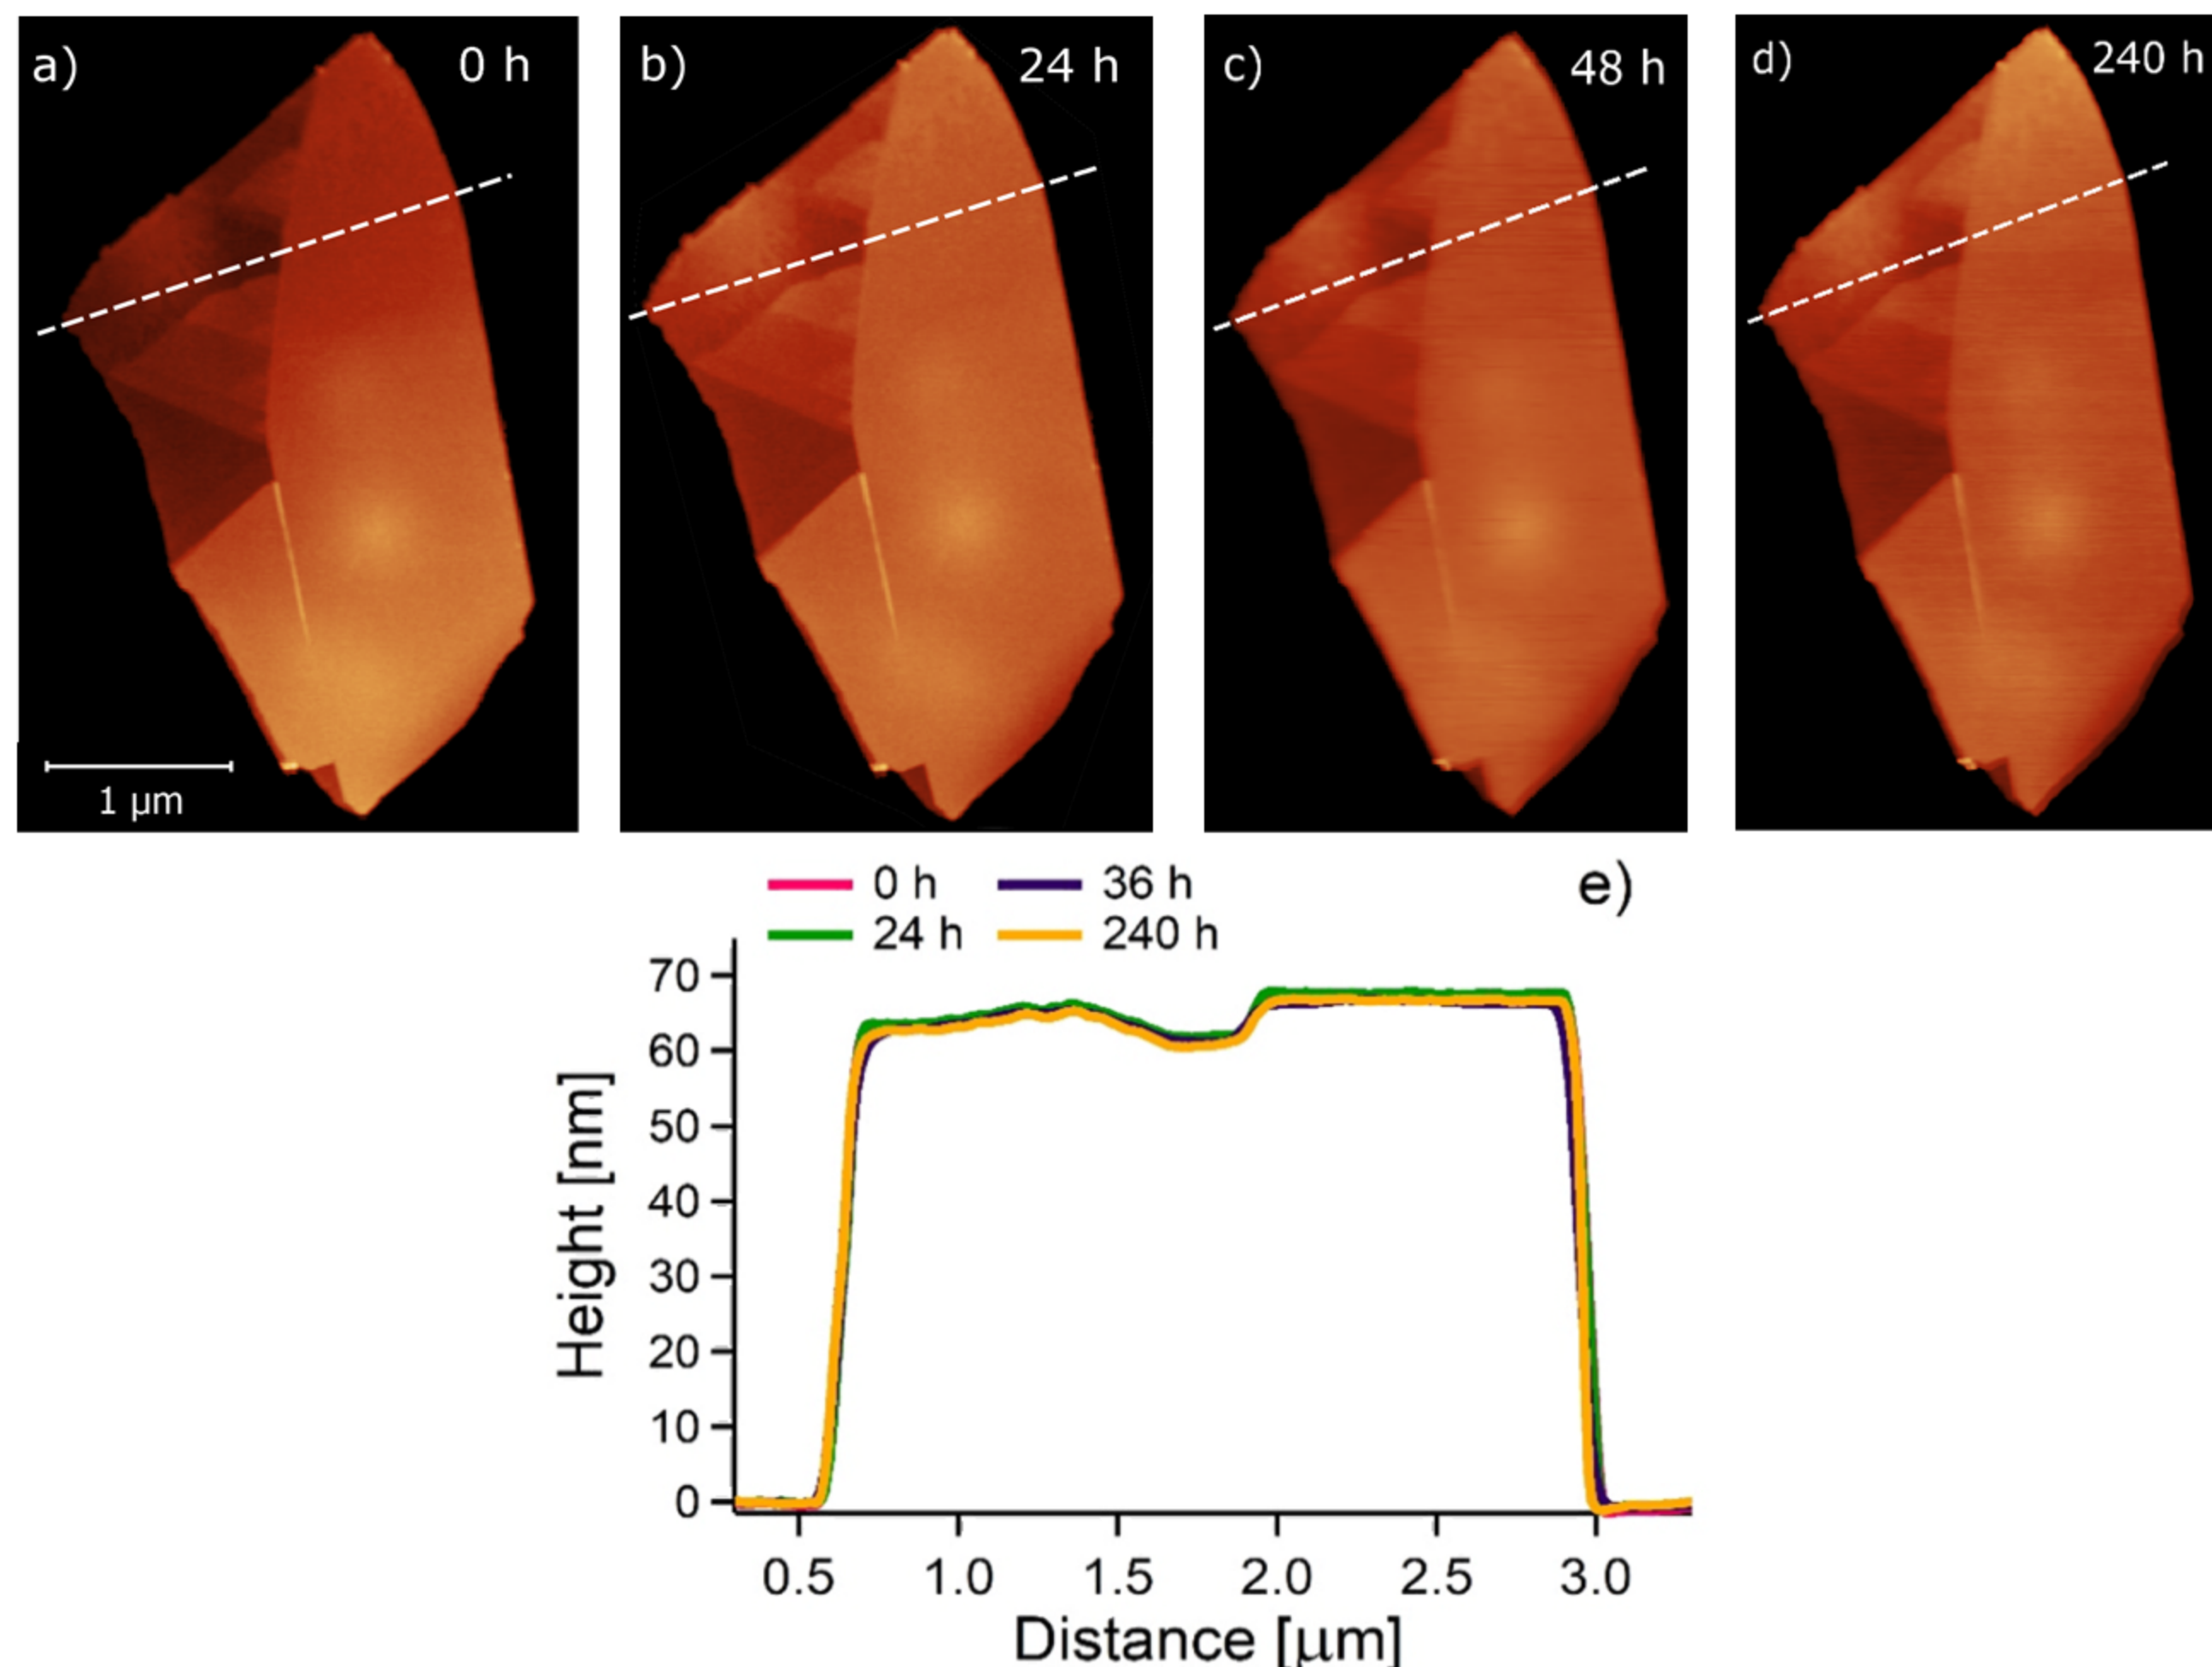 a) 0 h
b) 24 h
c) 48 h
d) 240 h
1 µm
0 h 36 h e)
24 h 240 h
70
60
50
40
30
20
10
0
Height [nm]
0.5 1.0 1.5 2.0 2.5 3.0
Distance [µm]